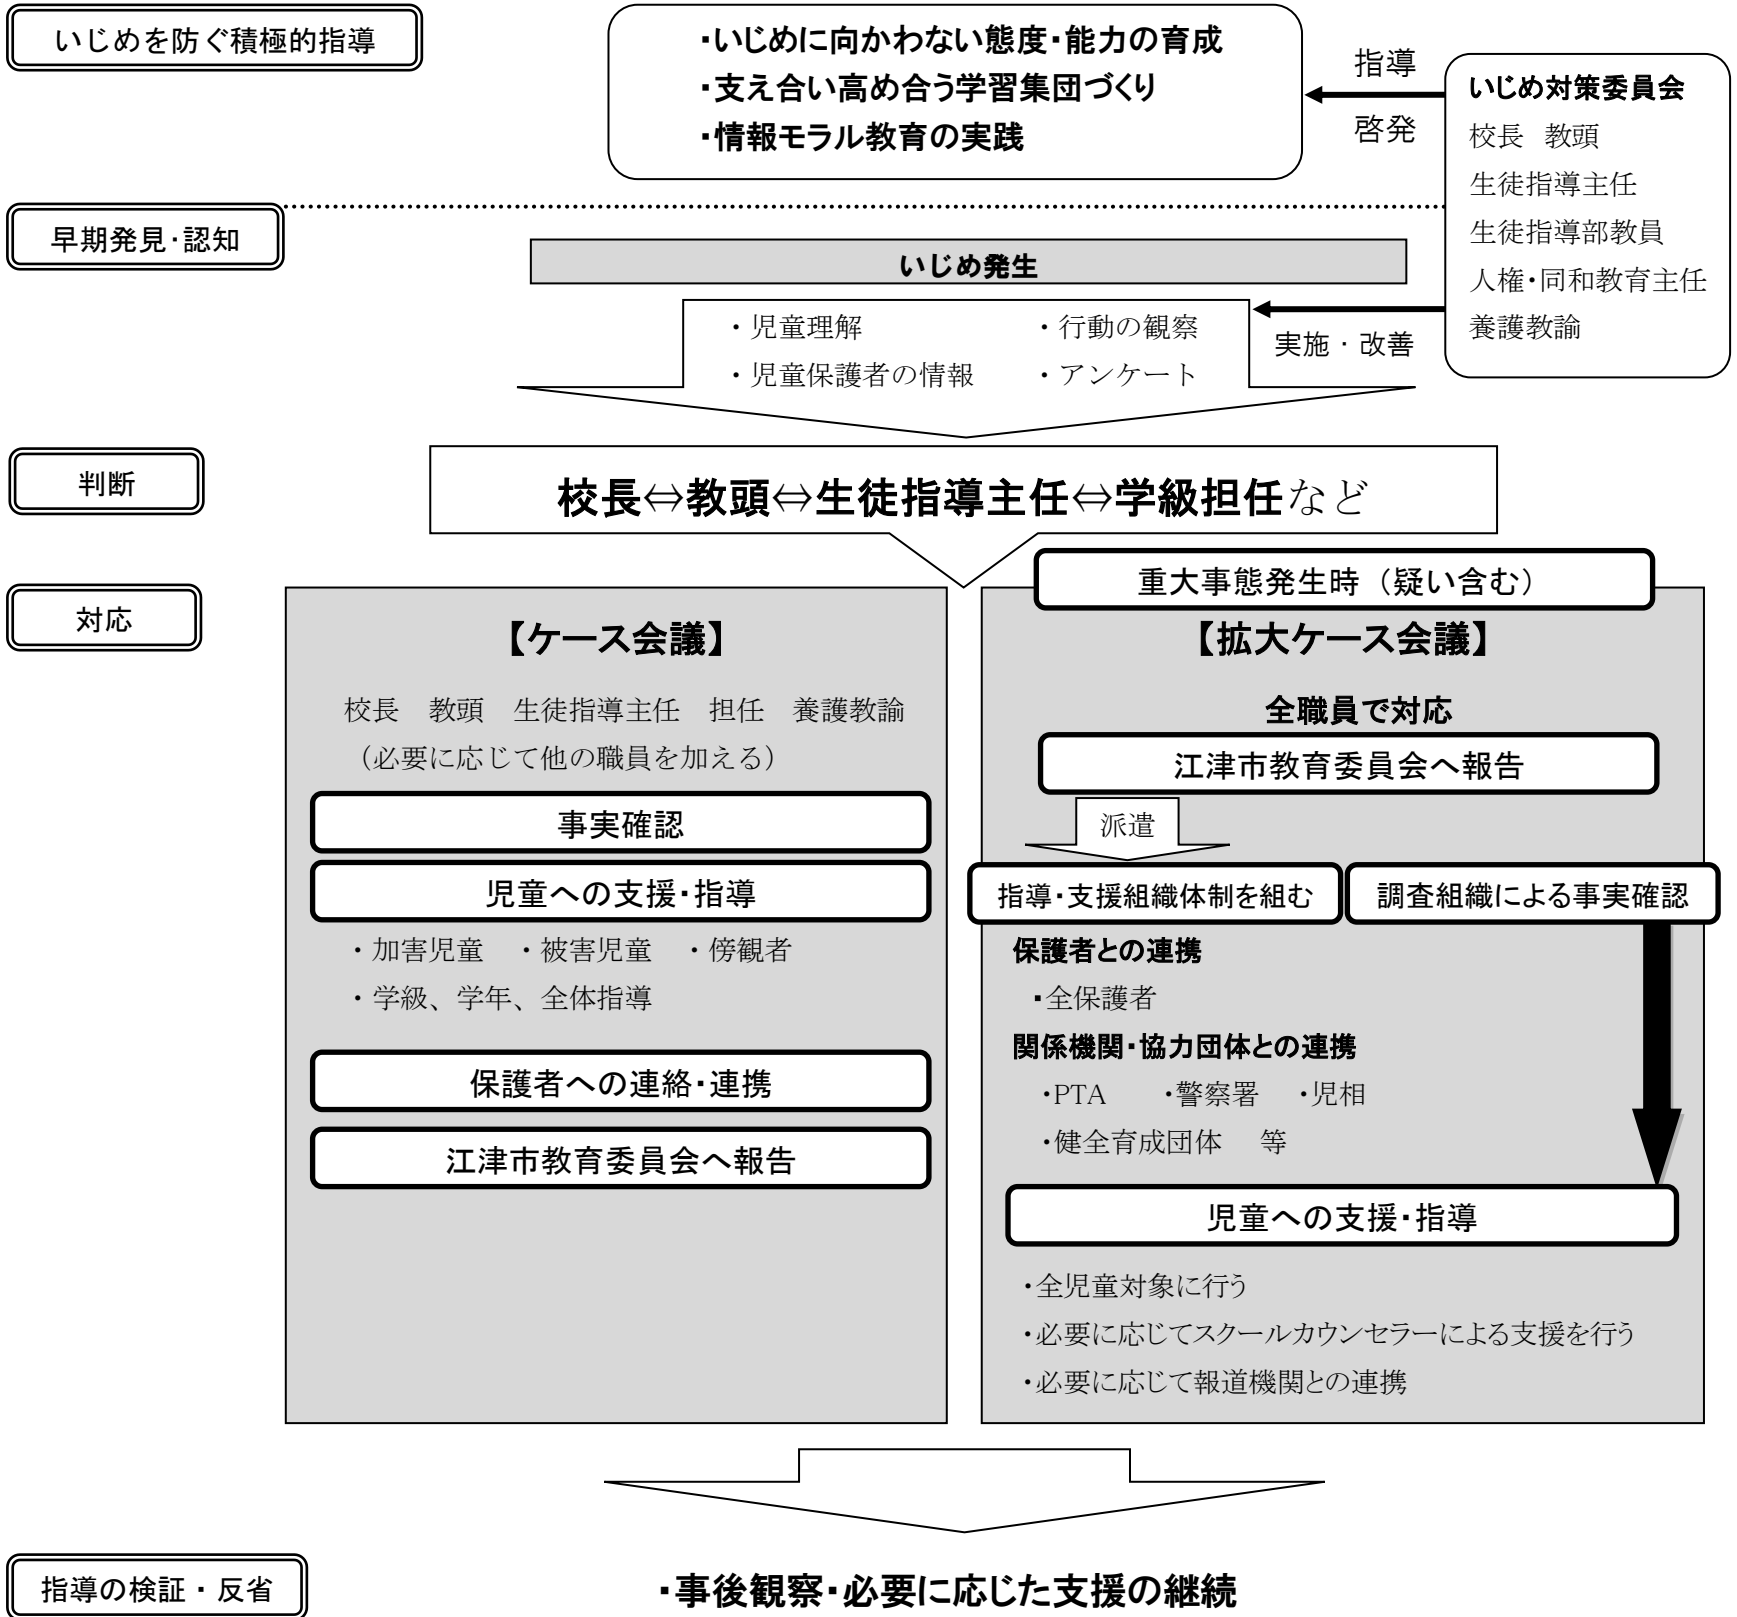 いじめを防ぐ積極的指導
・いじめに向かわない態度・能力の育成
・支え合い高め合う学習集団づくり
・情報モラル教育の実践
指導
啓発
いじめ対策委員会
校長　教頭
生徒指導主任
生徒指導部教員
人権・同和教育主任
養護教諭
早期発見・認知
いじめ発生
・児童理解　・行動の観察
・児童保護者の情報　・アンケート
実施・改善
判断
校長⇔教頭⇔生徒指導主任⇔学級担任など
対応
【ケース会議】
校長　教頭　生徒指導主任　担任　養護教諭
（必要に応じて他の職員を加える）
事実確認
児童への支援・指導
・加害児童　・被害児童　・傍観者
・学級、学年、全体指導
保護者への連絡・連携
江津市教育委員会へ報告
重大事態発生時（疑い含む）
【拡大ケース会議】
全職員で対応
江津市教育委員会へ報告
派遣
指導・支援組織体制を組む
調査組織による事実確認
保護者との連携
・全保護者
関係機関・協力団体との連携
・PTA　・警察署　・児相
・健全育成団体　等
児童への支援・指導
・全児童対象に行う
・必要に応じてスクールカウンセラーによる支援を行う
・必要に応じて報道機関との連携
指導の検証・反省
・事後観察・必要に応じた支援の継続